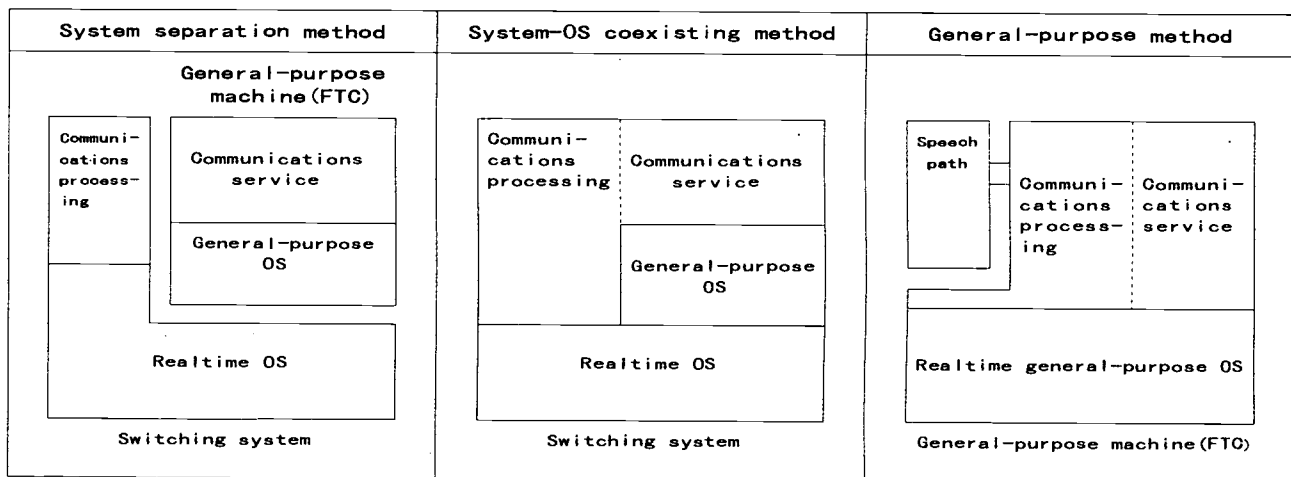 System separation method
General-purpose
machine(FTC)
Communi-
cations
process-
ing
Communications
service
General-purpose
OS
Realtime OS
Switching system
System-OS coexisting method
Communi-
cations
processing
Communications
service
General-purpose
OS
Realtime OS
Switching system
General-purpose method
Speech
path
Communi-
cations
process-
ing
Communi-
cations
service
Realtime general-purpose OS
General-purpose machine(FTC)